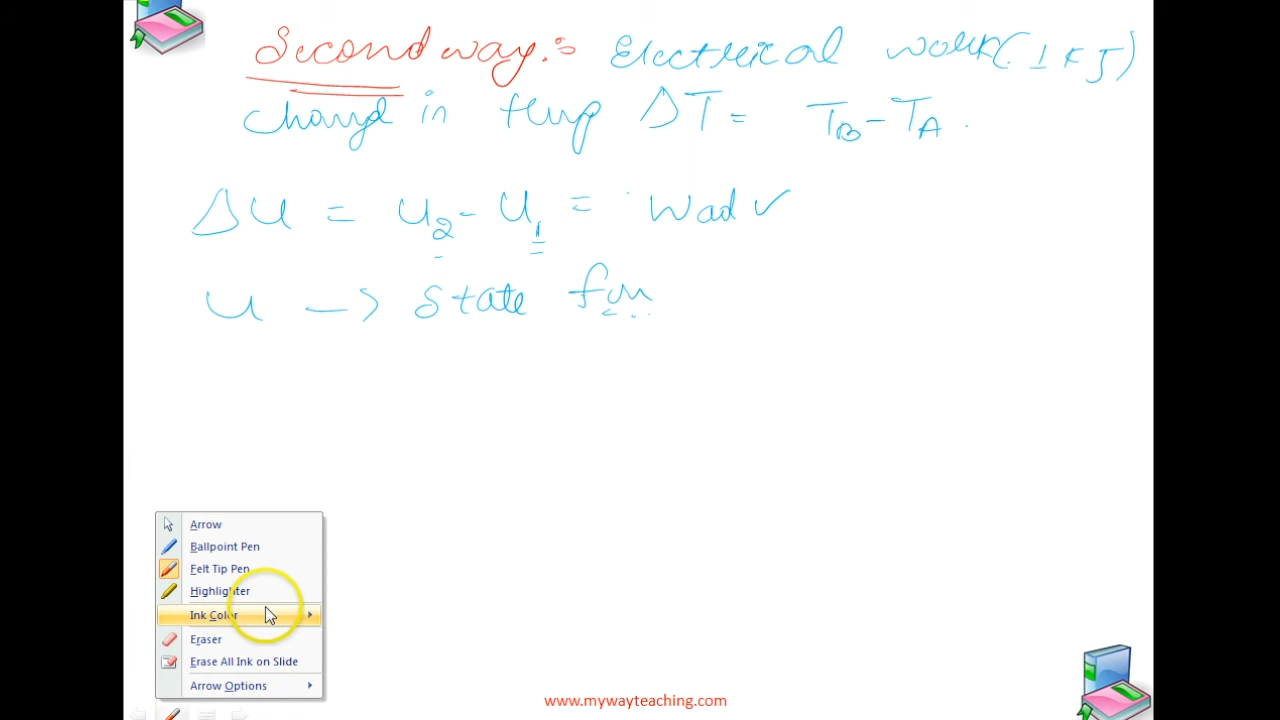 Second way :- Electrical work (1 KJ)
change in temp ΔT = TB - TA .
ΔU = U2 - U1 = wad ✓
U -> State fun
Arrow
Ballpoint Pen
Felt Tip Pen
Highlighter
Ink Color
Eraser
Erase All Ink on Slide
Arrow Options
www.mywayteaching.com